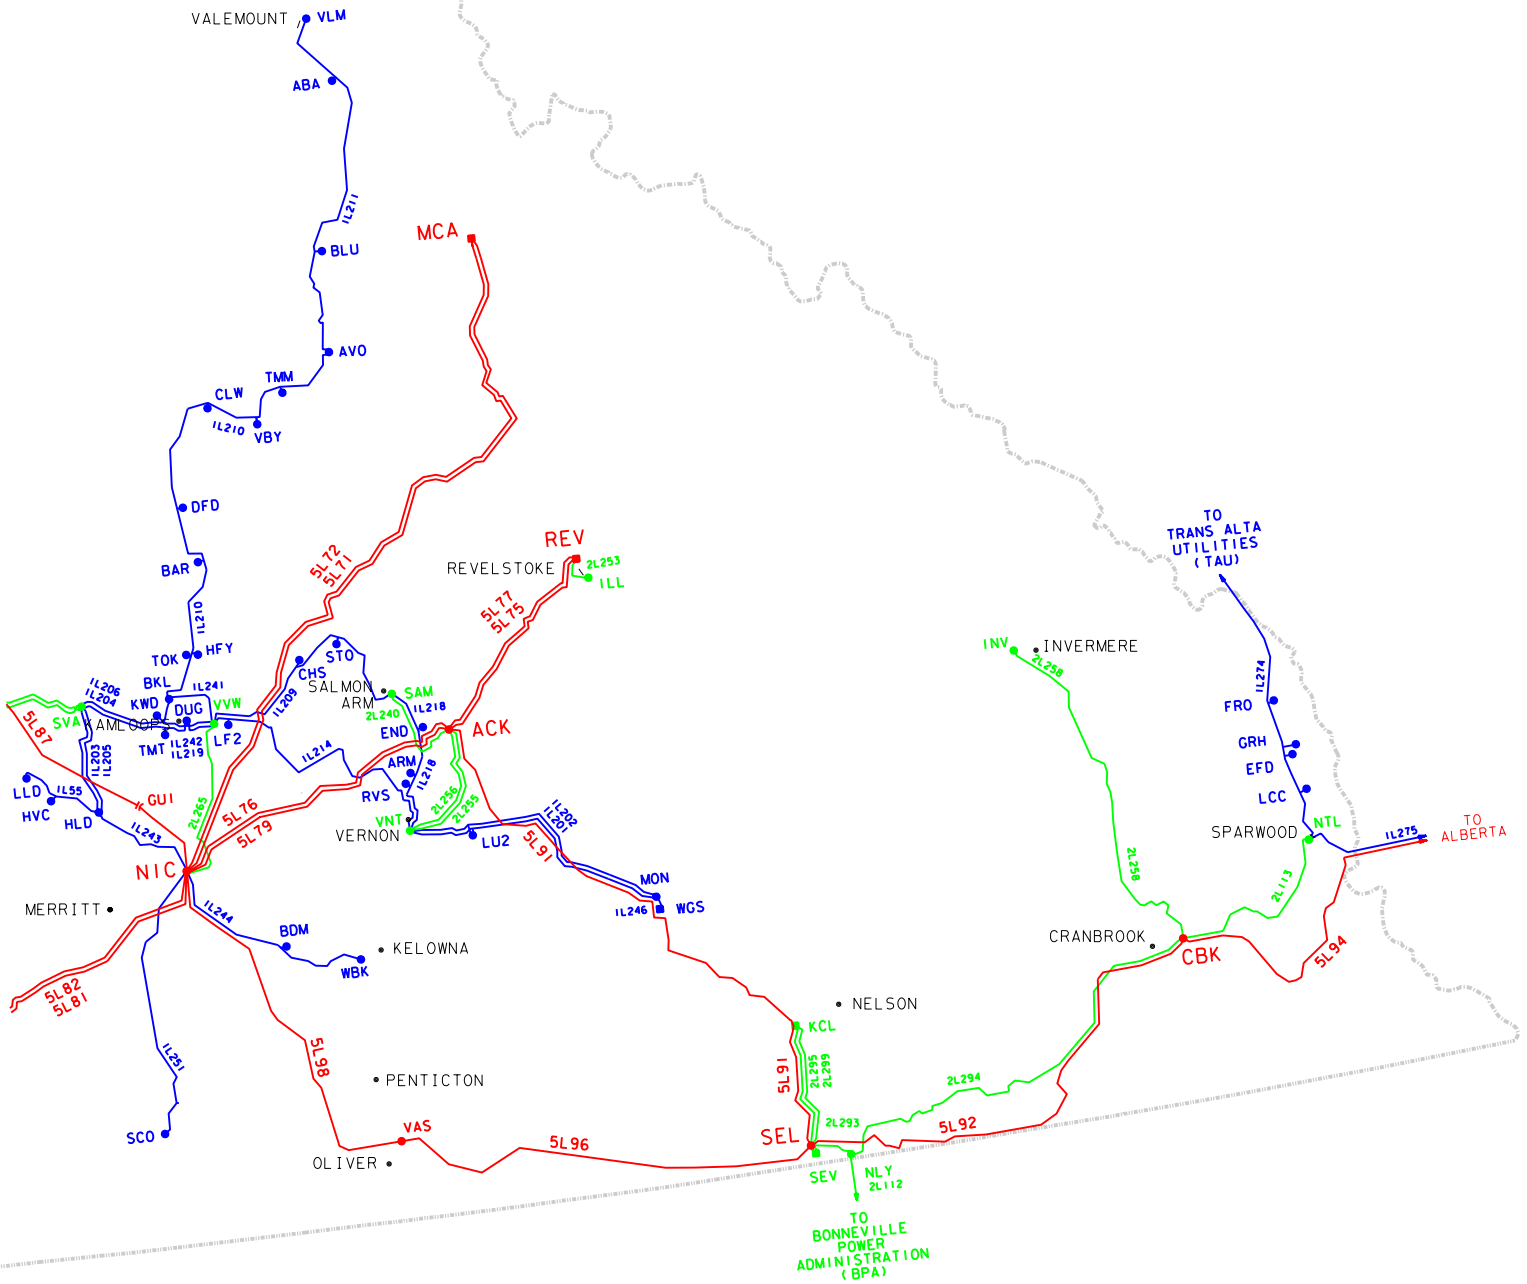 VALEMOUNT
VLM
ABA
1L211
MCA
BLU
AVO
TMM
CLW
1L210
VBY
DFD
TO
TRANS ALTA
UTILITIES
(TAU)
5L72
5L71
REV
REVELSTOKE
2L253
ILL
BAR
1L210
5L77
5L75
TOK
HFY
STO
CHS
INV
INVERMERE
2L258
BKL
1L241
1L206
1L204
KWD
DUG
VVW
1L209
SALMON
ARM
SAM
2L240
1L218
1L274
FRO
SVA
KAMLOOPS
5L87
TMT
1L242
1L219
LF2
END
ACK
1L203
1L205
1L214
ARM
1L218
RVS
GRH
EFD
LCC
LLD
1L55
HVC
HLD
GUI
2L265
5L76
5L79
2L256
2L255
VNT
VERNON
LU2
1L202
1L201
5L91
SPARWOOD
NTL
1L275
TO
ALBERTA
1L243
NIC
2L258
2L113
MON
1L246
WGS
MERRITT
1L244
BDM
WBK
KELOWNA
CRANBROOK
CBK
5L94
5L82
5L81
NELSON
KCL
1L251
5L98
PENTICTON
5L91
2L295
2L299
2L294
SCO
VAS
OLIVER
5L96
SEL
2L293
5L92
SEV
NLY
2L112
TO
BONNEVILLE
POWER
ADMINISTRATION
(BPA)